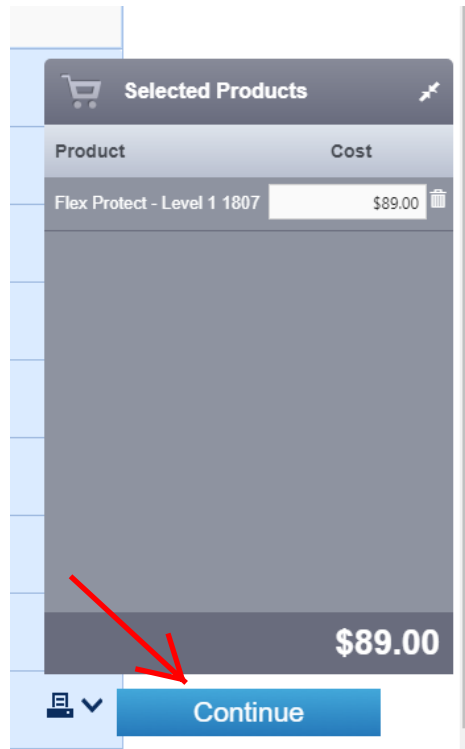 Selected Products
Product Cost
Flex Protect - Level 1 1807 $89.00
$89.00
Continue